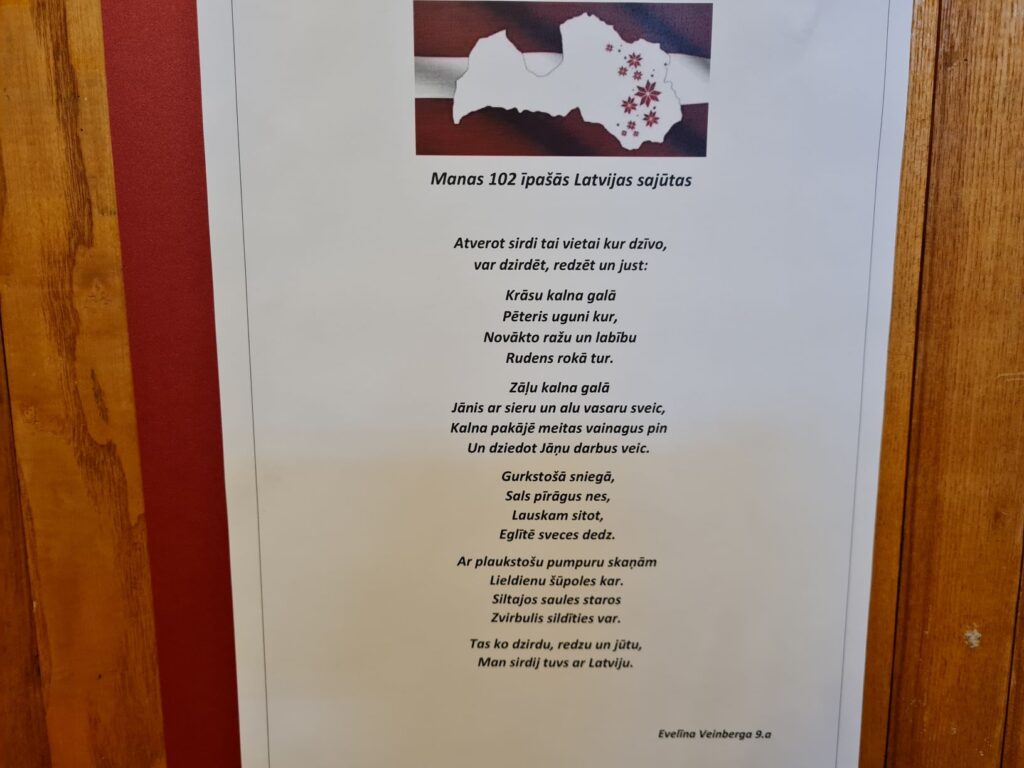 Manas 102 īpašās Latvijas sajūtas
Atverot sirdi tai vietai kur dzīvo,
var dzirdēt, redzēt un just:
Krāsu kalna galā
Pēteris uguni kur,
Novākto ražu un labību
Rudens rokā tur.
Zāļu kalna galā
Jānis ar sieru un alu vasaru sveic,
Kalna pakājē meitas vainagus pin
Un dziedot Jāņu darbus veic.
Gurkstošā sniegā,
Sals pīrāgus nes,
Lauskam sitot,
Eglītē sveces dedz.
Ar plaukstošu pumpuru skaņām
Lieldienu šūpoles kar.
Siltajos saules staros
Zvirbulis sildīties var.
Tas ko dzirdu, redzu un jūtu,
Man sirdij tuvs ar Latviju.
Evelīna Veinberga 9.a